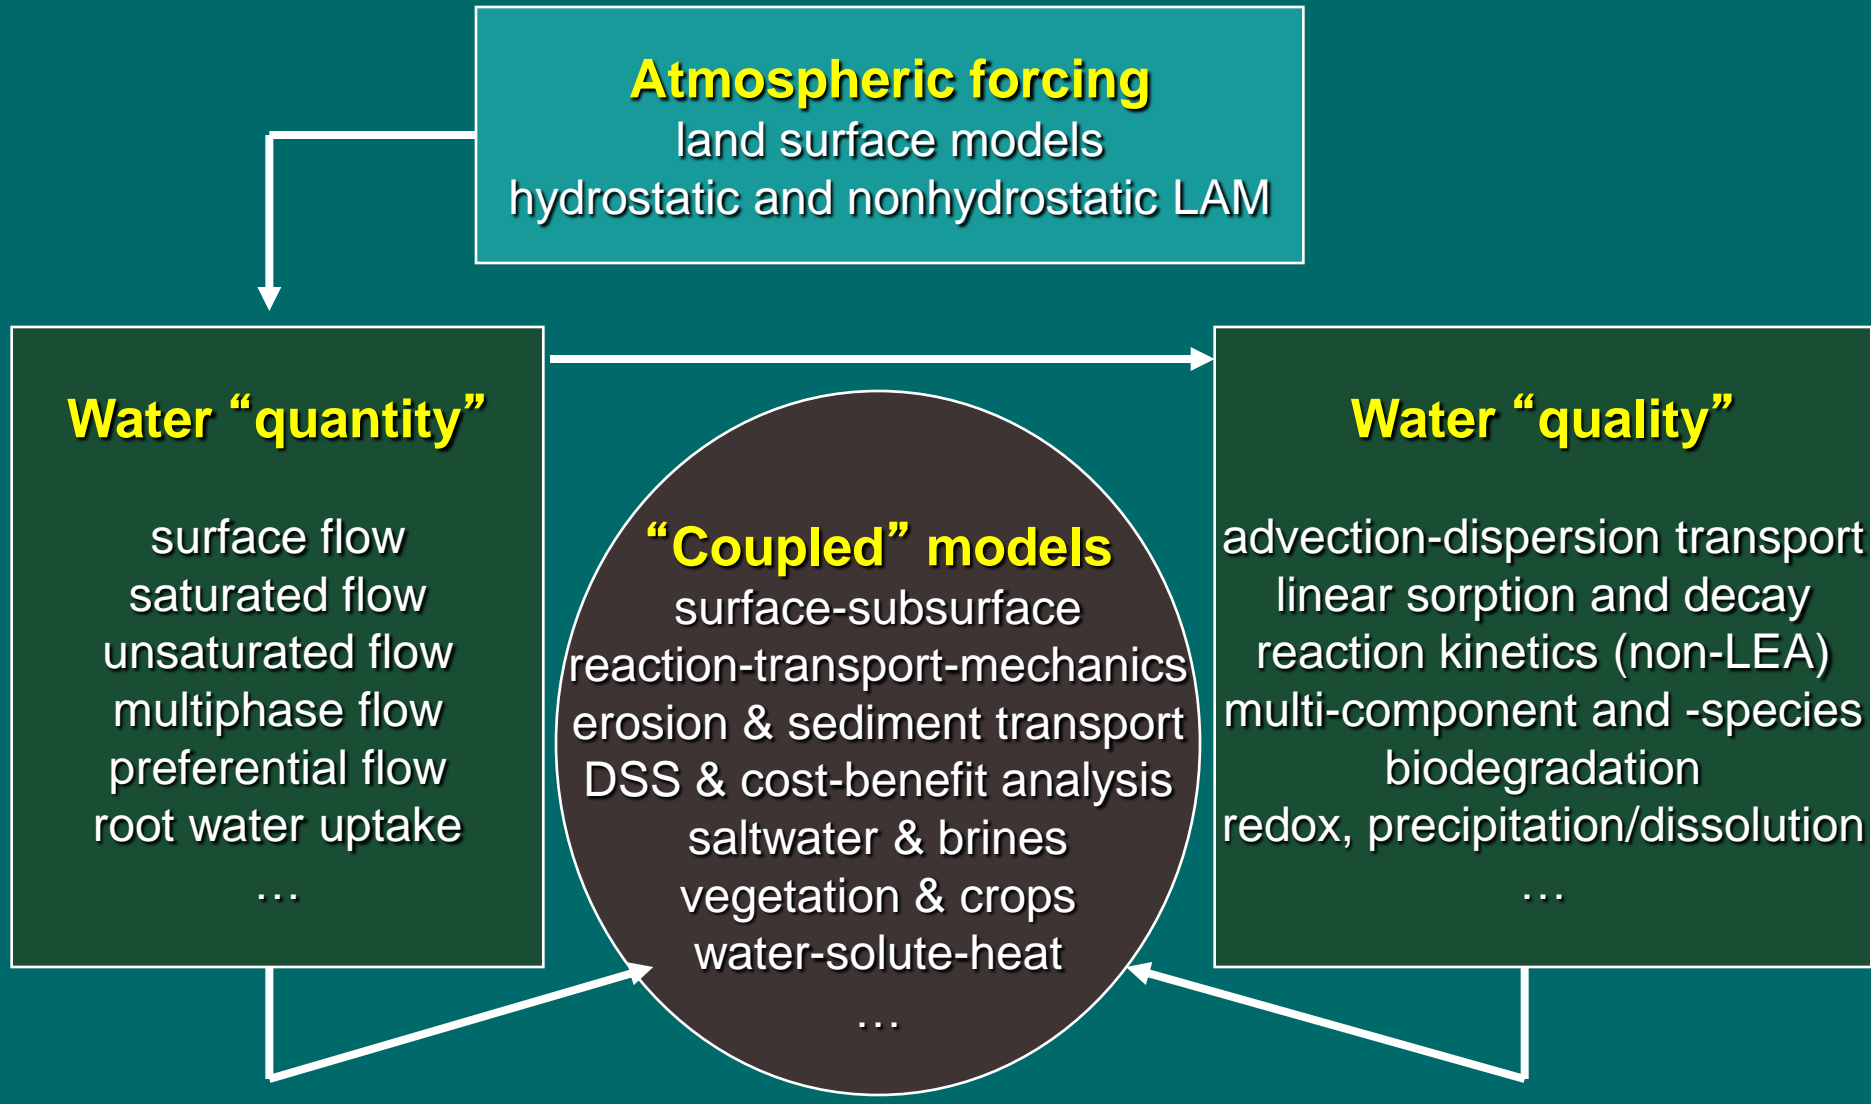 Atmospheric forcing
land surface models
hydrostatic and nonhydrostatic LAM
Water “quantity”
surface flow
saturated flow
unsaturated flow
multiphase flow
preferential flow
root water uptake
…
“Coupled” models
surface-subsurface
reaction-transport-mechanics
erosion & sediment transport
DSS & cost-benefit analysis
saltwater & brines
vegetation & crops
water-solute-heat
…
Water “quality”
advection-dispersion transport
linear sorption and decay
reaction kinetics (non-LEA)
multi-component and -species
biodegradation
redox, precipitation/dissolution
…